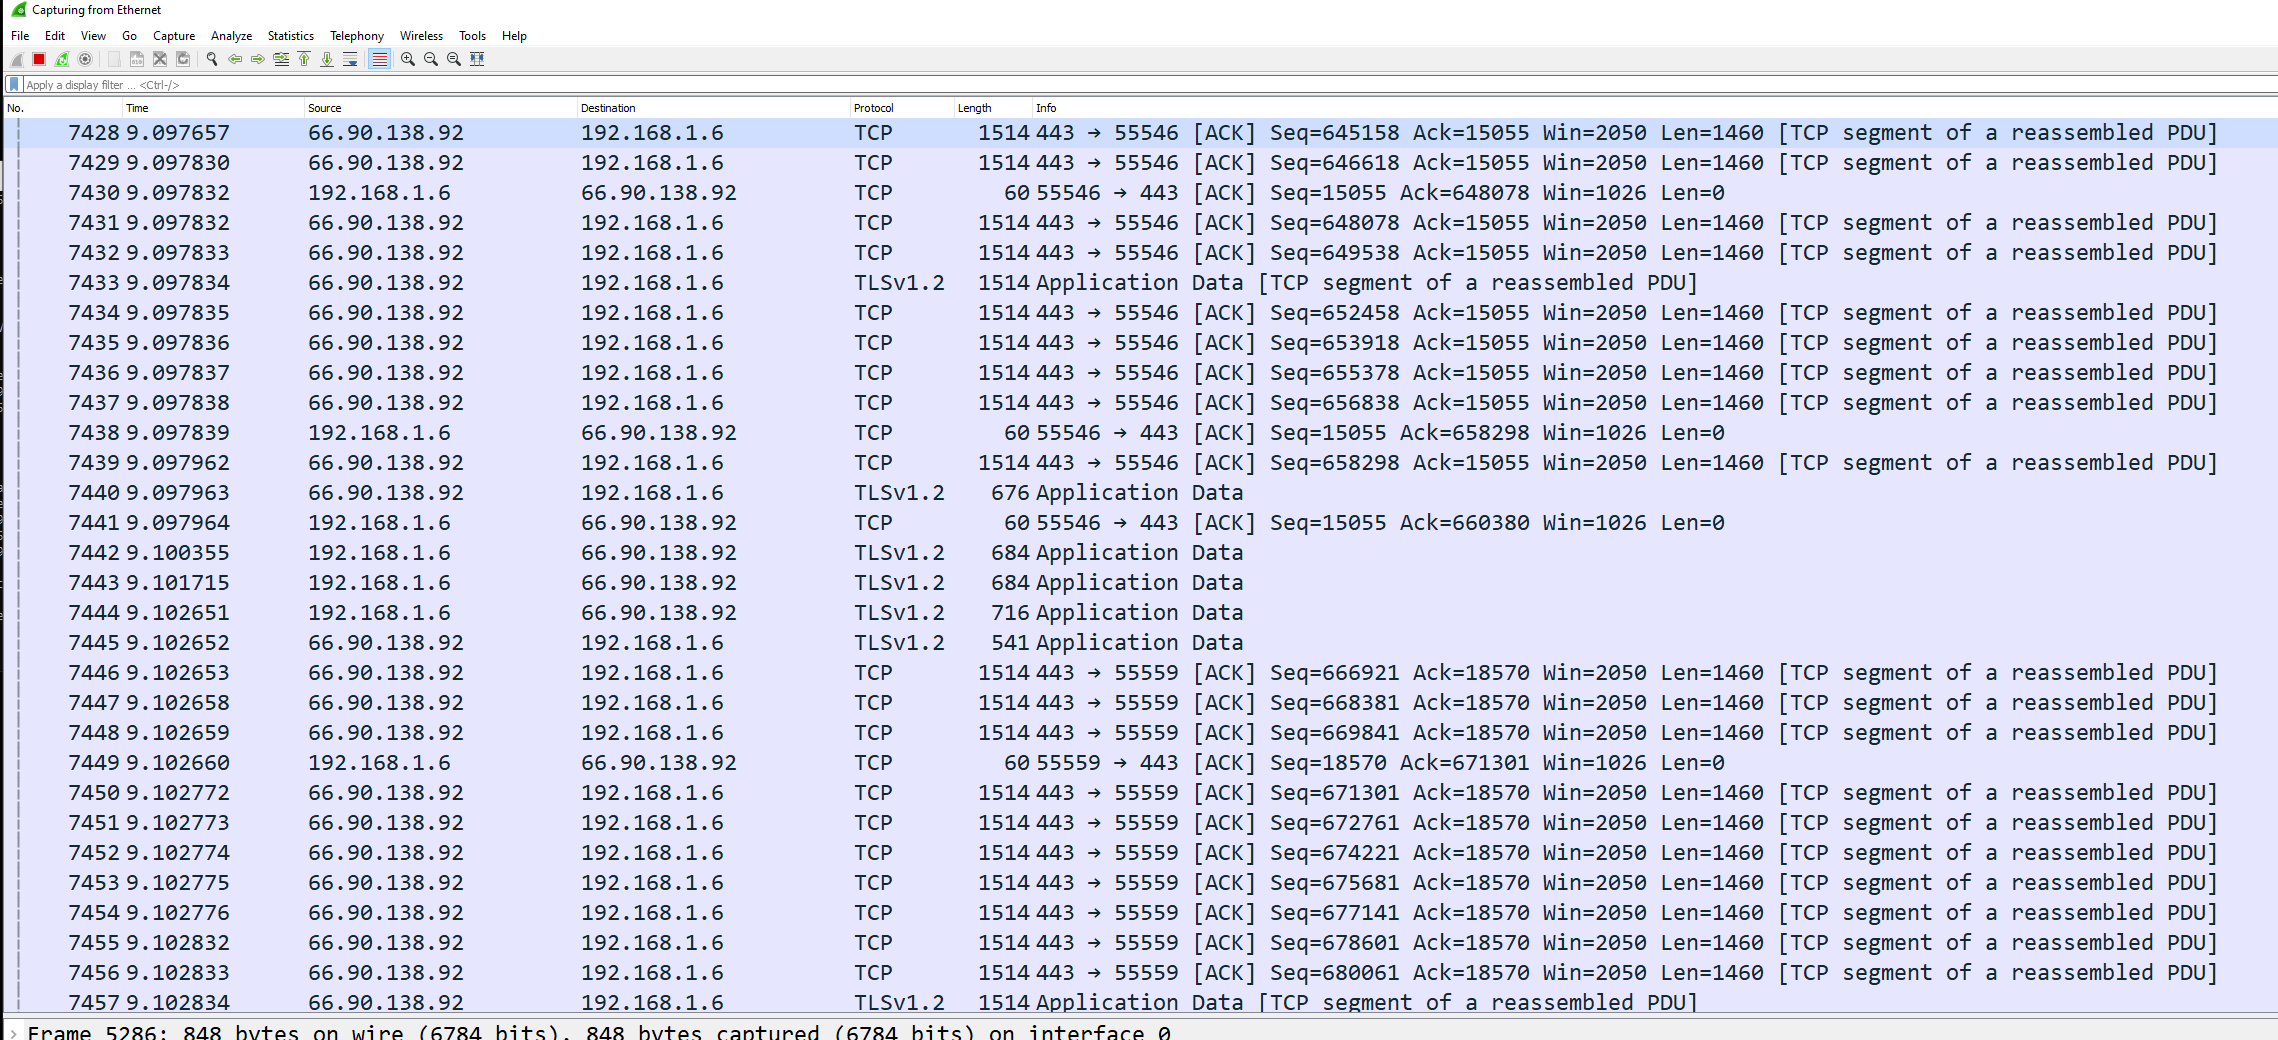 Capturing from Ethernet
File Edit View Go Capture Analyze Statistics Telephony Wireless Tools Help
Apply a display filter ... <Ctrl-/>
No. Time Source Destination Protocol Length Info
7428 9.097657 66.90.138.92 192.168.1.6 TCP 1514 443 → 55546 [ACK] Seq=645158 Ack=15055 Win=2050 Len=1460 [TCP segment of a reassembled PDU]
7429 9.097830 66.90.138.92 192.168.1.6 TCP 1514 443 → 55546 [ACK] Seq=646618 Ack=15055 Win=2050 Len=1460 [TCP segment of a reassembled PDU]
7430 9.097832 192.168.1.6 66.90.138.92 TCP 60 55546 → 443 [ACK] Seq=15055 Ack=648078 Win=1026 Len=0
7431 9.097832 66.90.138.92 192.168.1.6 TCP 1514 443 → 55546 [ACK] Seq=648078 Ack=15055 Win=2050 Len=1460 [TCP segment of a reassembled PDU]
7432 9.097833 66.90.138.92 192.168.1.6 TCP 1514 443 → 55546 [ACK] Seq=649538 Ack=15055 Win=2050 Len=1460 [TCP segment of a reassembled PDU]
7433 9.097834 66.90.138.92 192.168.1.6 TLSv1.2 1514 Application Data [TCP segment of a reassembled PDU]
7434 9.097835 66.90.138.92 192.168.1.6 TCP 1514 443 → 55546 [ACK] Seq=652458 Ack=15055 Win=2050 Len=1460 [TCP segment of a reassembled PDU]
7435 9.097836 66.90.138.92 192.168.1.6 TCP 1514 443 → 55546 [ACK] Seq=653918 Ack=15055 Win=2050 Len=1460 [TCP segment of a reassembled PDU]
7436 9.097837 66.90.138.92 192.168.1.6 TCP 1514 443 → 55546 [ACK] Seq=655378 Ack=15055 Win=2050 Len=1460 [TCP segment of a reassembled PDU]
7437 9.097838 66.90.138.92 192.168.1.6 TCP 1514 443 → 55546 [ACK] Seq=656838 Ack=15055 Win=2050 Len=1460 [TCP segment of a reassembled PDU]
7438 9.097839 192.168.1.6 66.90.138.92 TCP 60 55546 → 443 [ACK] Seq=15055 Ack=658298 Win=1026 Len=0
7439 9.097962 66.90.138.92 192.168.1.6 TCP 1514 443 → 55546 [ACK] Seq=658298 Ack=15055 Win=2050 Len=1460 [TCP segment of a reassembled PDU]
7440 9.097963 66.90.138.92 192.168.1.6 TLSv1.2 676 Application Data
7441 9.097964 192.168.1.6 66.90.138.92 TCP 60 55546 → 443 [ACK] Seq=15055 Ack=660380 Win=1026 Len=0
7442 9.100355 192.168.1.6 66.90.138.92 TLSv1.2 684 Application Data
7443 9.101715 192.168.1.6 66.90.138.92 TLSv1.2 684 Application Data
7444 9.102651 192.168.1.6 66.90.138.92 TLSv1.2 716 Application Data
7445 9.102652 66.90.138.92 192.168.1.6 TLSv1.2 541 Application Data
7446 9.102653 66.90.138.92 192.168.1.6 TCP 1514 443 → 55559 [ACK] Seq=666921 Ack=18570 Win=2050 Len=1460 [TCP segment of a reassembled PDU]
7447 9.102658 66.90.138.92 192.168.1.6 TCP 1514 443 → 55559 [ACK] Seq=668381 Ack=18570 Win=2050 Len=1460 [TCP segment of a reassembled PDU]
7448 9.102659 66.90.138.92 192.168.1.6 TCP 1514 443 → 55559 [ACK] Seq=669841 Ack=18570 Win=2050 Len=1460 [TCP segment of a reassembled PDU]
7449 9.102660 192.168.1.6 66.90.138.92 TCP 60 55559 → 443 [ACK] Seq=18570 Ack=671301 Win=1026 Len=0
7450 9.102772 66.90.138.92 192.168.1.6 TCP 1514 443 → 55559 [ACK] Seq=671301 Ack=18570 Win=2050 Len=1460 [TCP segment of a reassembled PDU]
7451 9.102773 66.90.138.92 192.168.1.6 TCP 1514 443 → 55559 [ACK] Seq=672761 Ack=18570 Win=2050 Len=1460 [TCP segment of a reassembled PDU]
7452 9.102774 66.90.138.92 192.168.1.6 TCP 1514 443 → 55559 [ACK] Seq=674221 Ack=18570 Win=2050 Len=1460 [TCP segment of a reassembled PDU]
7453 9.102775 66.90.138.92 192.168.1.6 TCP 1514 443 → 55559 [ACK] Seq=675681 Ack=18570 Win=2050 Len=1460 [TCP segment of a reassembled PDU]
7454 9.102776 66.90.138.92 192.168.1.6 TCP 1514 443 → 55559 [ACK] Seq=677141 Ack=18570 Win=2050 Len=1460 [TCP segment of a reassembled PDU]
7455 9.102832 66.90.138.92 192.168.1.6 TCP 1514 443 → 55559 [ACK] Seq=678601 Ack=18570 Win=2050 Len=1460 [TCP segment of a reassembled PDU]
7456 9.102833 66.90.138.92 192.168.1.6 TCP 1514 443 → 55559 [ACK] Seq=680061 Ack=18570 Win=2050 Len=1460 [TCP segment of a reassembled PDU]
7457 9.102834 66.90.138.92 192.168.1.6 TLSv1.2 1514 Application Data [TCP segment of a reassembled PDU]
Frame 5286: 848 bytes on wire (6784 bits), 848 bytes captured (6784 bits) on interface 0